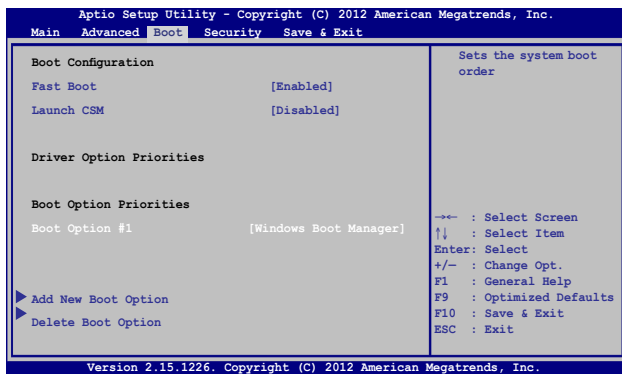 Aptio Setup Utility - Copyright (C) 2012 American Megatrends, Inc.
Main Advanced Boot Security Save & Exit
Boot Configuration
Fast Boot [Enabled]
Launch CSM [Disabled]
Driver Option Priorities
Boot Option Priorities
Boot Option #1 [Windows Boot Manager]
Add New Boot Option
Delete Boot Option
Sets the system boot
order
→← : Select Screen
↑↓ : Select Item
Enter: Select
+/— : Change Opt.
F1 : General Help
F9 : Optimized Defaults
F10 : Save & Exit
ESC : Exit
Version 2.15.1226. Copyright (C) 2012 American Megatrends, Inc.